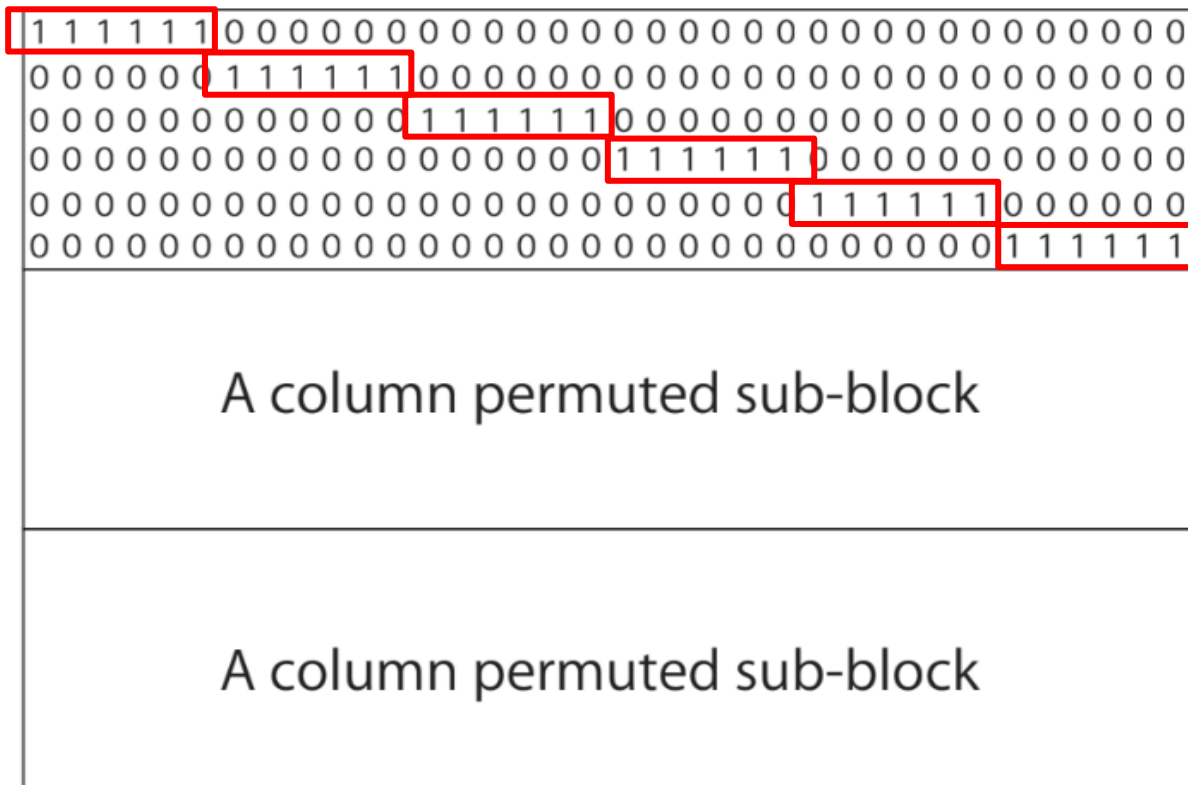 1 1 1 1 1 1 0 0 0 0 0 0 0 0 0 0 0 0 0 0 0 0 0 0 0 0 0 0 0 0 0 0 0 0 0 0
0 0 0 0 0 0 1 1 1 1 1 1 0 0 0 0 0 0 0 0 0 0 0 0 0 0 0 0 0 0 0 0 0 0 0 0
0 0 0 0 0 0 0 0 0 0 0 0 1 1 1 1 1 1 0 0 0 0 0 0 0 0 0 0 0 0 0 0 0 0 0 0
0 0 0 0 0 0 0 0 0 0 0 0 0 0 0 0 0 0 1 1 1 1 1 1 0 0 0 0 0 0 0 0 0 0 0 0
0 0 0 0 0 0 0 0 0 0 0 0 0 0 0 0 0 0 0 0 0 0 0 0 1 1 1 1 1 1 0 0 0 0 0 0
0 0 0 0 0 0 0 0 0 0 0 0 0 0 0 0 0 0 0 0 0 0 0 0 0 0 0 0 0 0 1 1 1 1 1 1
A column permuted sub-block
A column permuted sub-block